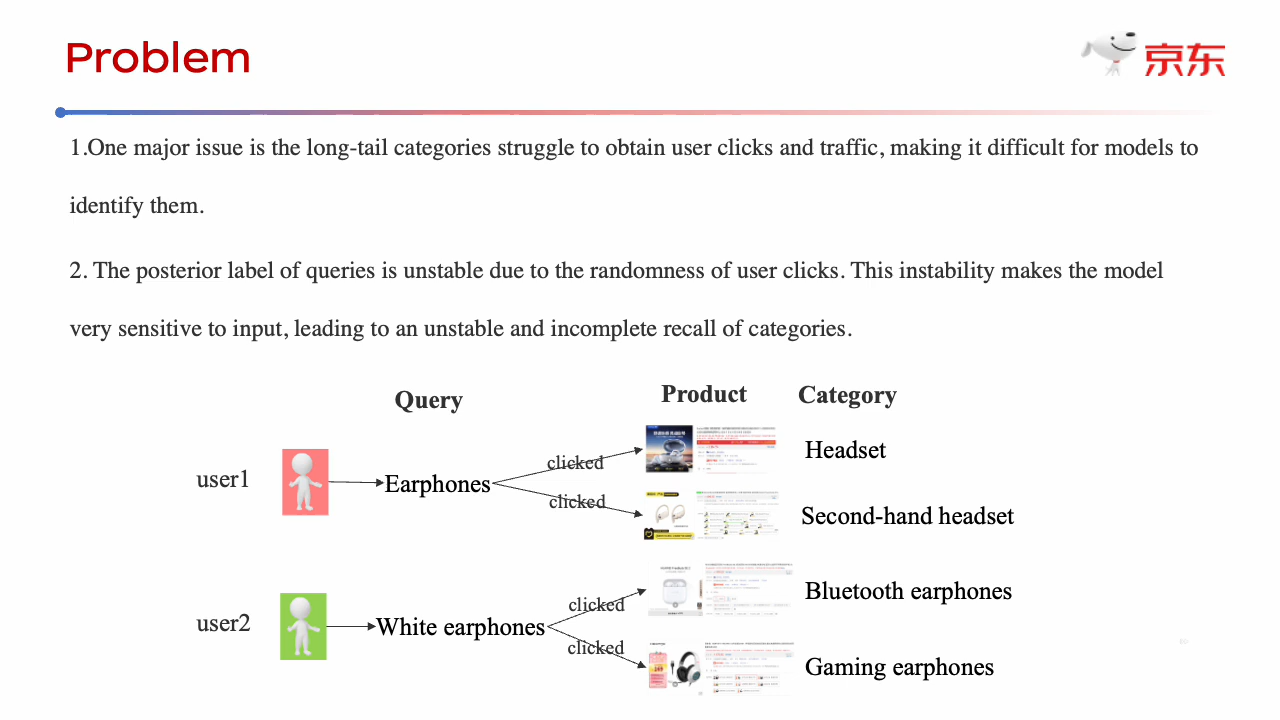 Problem
京东
1.One major issue is the long-tail categories struggle to obtain user clicks and traffic, making it difficult for models to
identify them.
2. The posterior label of queries is unstable due to the randomness of user clicks. This instability makes the model
very sensitive to input, leading to an unstable and incomplete recall of categories.
Query
Product
Category
user1
Earphones
clicked
clicked
Headset
Second-hand headset
user2
White earphones
clicked
clicked
Bluetooth earphones
Gaming earphones